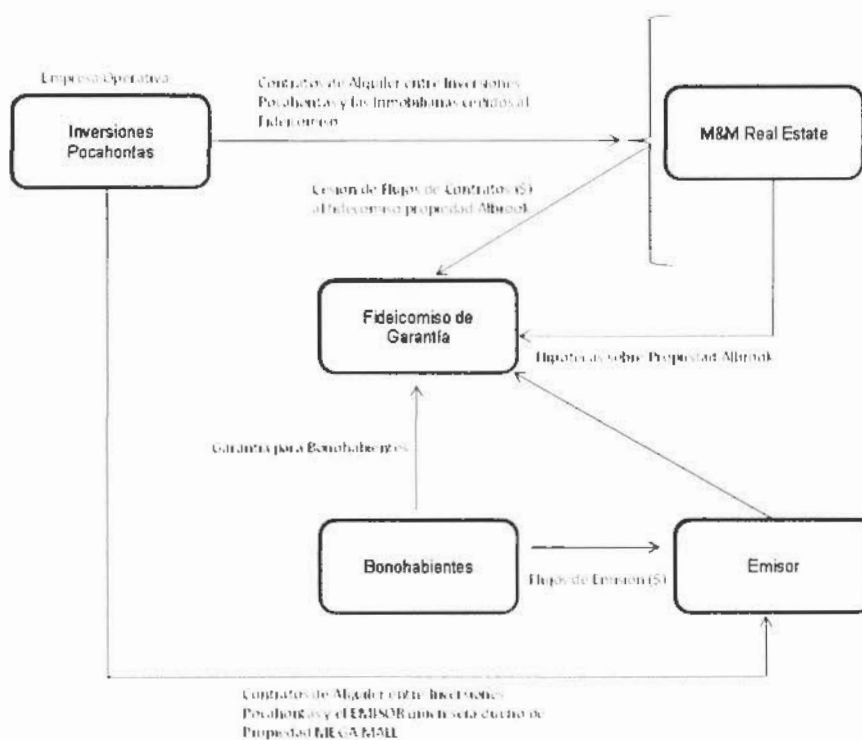 Empresa Operativa
Inversiones
Pocahontas
Contratos de Alquiler entre Inversiones
Pocahontas y las Inmobiliarias cedidos al
Fideicomiso
M&M Real Estate
Cesión de Flujos de Contratos ($)
al fideicomiso propiedad Albrook
Fideicomiso de
Garantía
Hipotecas sobre Propiedad Albrook
Garantía para Bonohabientes
Bonohabientes
Flujos de Emisión ($)
Emisor
Contratos de Alquiler entre Inversiones
Pocahontas y el EMISOR quien será dueño de
Propiedad MEGA MALL